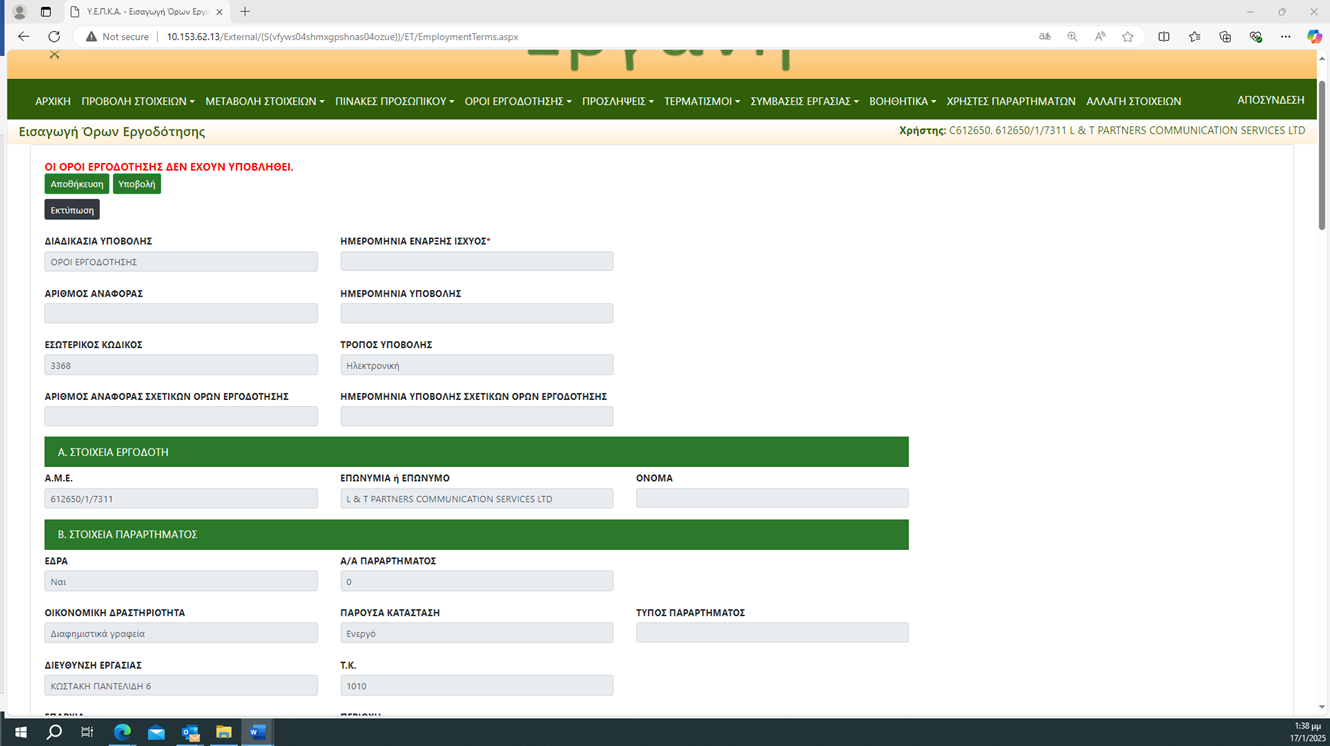 Υ.Ε.Π.Κ.Α. - Εισαγωγή Όρων Εργο
Not secure
10.153.62.13/External/(S(vfyws04shmxgpshnas04ozue))/ET/EmploymentTerms.aspx
Εργάνη
ΑΡΧΙΚΗ ΠΡΟΒΟΛΗ ΣΤΟΙΧΕΙΩΝ ΜΕΤΑΒΟΛΗ ΣΤΟΙΧΕΙΩΝ ΠΙΝΑΚΕΣ ΠΡΟΣΩΠΙΚΟΥ ΟΡΟΙ ΕΡΓΟΔΟΤΗΣΗΣ ΠΡΟΣΛΗΨΕΙΣ ΤΕΡΜΑΤΙΣΜΟΙ ΣΥΜΒΑΣΕΙΣ ΕΡΓΑΣΙΑΣ ΒΟΗΘΗΤΙΚΑ ΧΡΗΣΤΕΣ ΠΑΡΑΡΤΗΜΑΤΩΝ ΑΛΛΑΓΗ ΣΤΟΙΧΕΙΩΝ ΑΠΟΣΥΝΔΕΣΗ
Εισαγωγή Όρων Εργοδότησης
Χρήστης: C612650. 612650/1/7311 L & T PARTNERS COMMUNICATION SERVICES LTD
ΟΙ ΟΡΟΙ ΕΡΓΟΔΟΤΗΣΗΣ ΔΕΝ ΕΧΟΥΝ ΥΠΟΒΛΗΘΕΙ.
Αποθήκευση Υποβολή
Εκτύπωση
ΔΙΑΔΙΚΑΣΙΑ ΥΠΟΒΟΛΗΣ ΗΜΕΡΟΜΗΝΙΑ ΕΝΑΡΞΗΣ ΙΣΧΥΟΣ*
ΟΡΟΙ ΕΡΓΟΔΟΤΗΣΗΣ
ΑΡΙΘΜΟΣ ΑΝΑΦΟΡΑΣ ΗΜΕΡΟΜΗΝΙΑ ΥΠΟΒΟΛΗΣ
ΕΣΩΤΕΡΙΚΟΣ ΚΩΔΙΚΟΣ ΤΡΟΠΟΣ ΥΠΟΒΟΛΗΣ
3368 Ηλεκτρονική
ΑΡΙΘΜΟΣ ΑΝΑΦΟΡΑΣ ΣΧΕΤΙΚΩΝ ΟΡΩΝ ΕΡΓΟΔΟΤΗΣΗΣ ΗΜΕΡΟΜΗΝΙΑ ΥΠΟΒΟΛΗΣ ΣΧΕΤΙΚΩΝ ΟΡΩΝ ΕΡΓΟΔΟΤΗΣΗΣ
Α. ΣΤΟΙΧΕΙΑ ΕΡΓΟΔΟΤΗ
Α.Μ.Ε. ΕΠΩΝΥΜΙΑ ή ΕΠΩΝΥΜΟ ΟΝΟΜΑ
612650/1/7311 L & T PARTNERS COMMUNICATION SERVICES LTD
Β. ΣΤΟΙΧΕΙΑ ΠΑΡΑΡΤΗΜΑΤΟΣ
ΕΔΡΑ Α/Α ΠΑΡΑΡΤΗΜΑΤΟΣ
Ναι 0
ΟΙΚΟΝΟΜΙΚΗ ΔΡΑΣΤΗΡΙΟΤΗΤΑ ΠΑΡΟΥΣΑ ΚΑΤΑΣΤΑΣΗ ΤΥΠΟΣ ΠΑΡΑΡΤΗΜΑΤΟΣ
Διαφημιστικά γραφεία Ενεργό
ΔΙΕΥΘΥΝΣΗ ΕΡΓΑΣΙΑΣ Τ.Κ.
ΚΩΣΤΑΚΗ ΠΑΝΤΕΛΙΔΗ 6 1010
1:38 μμ
17/1/2025